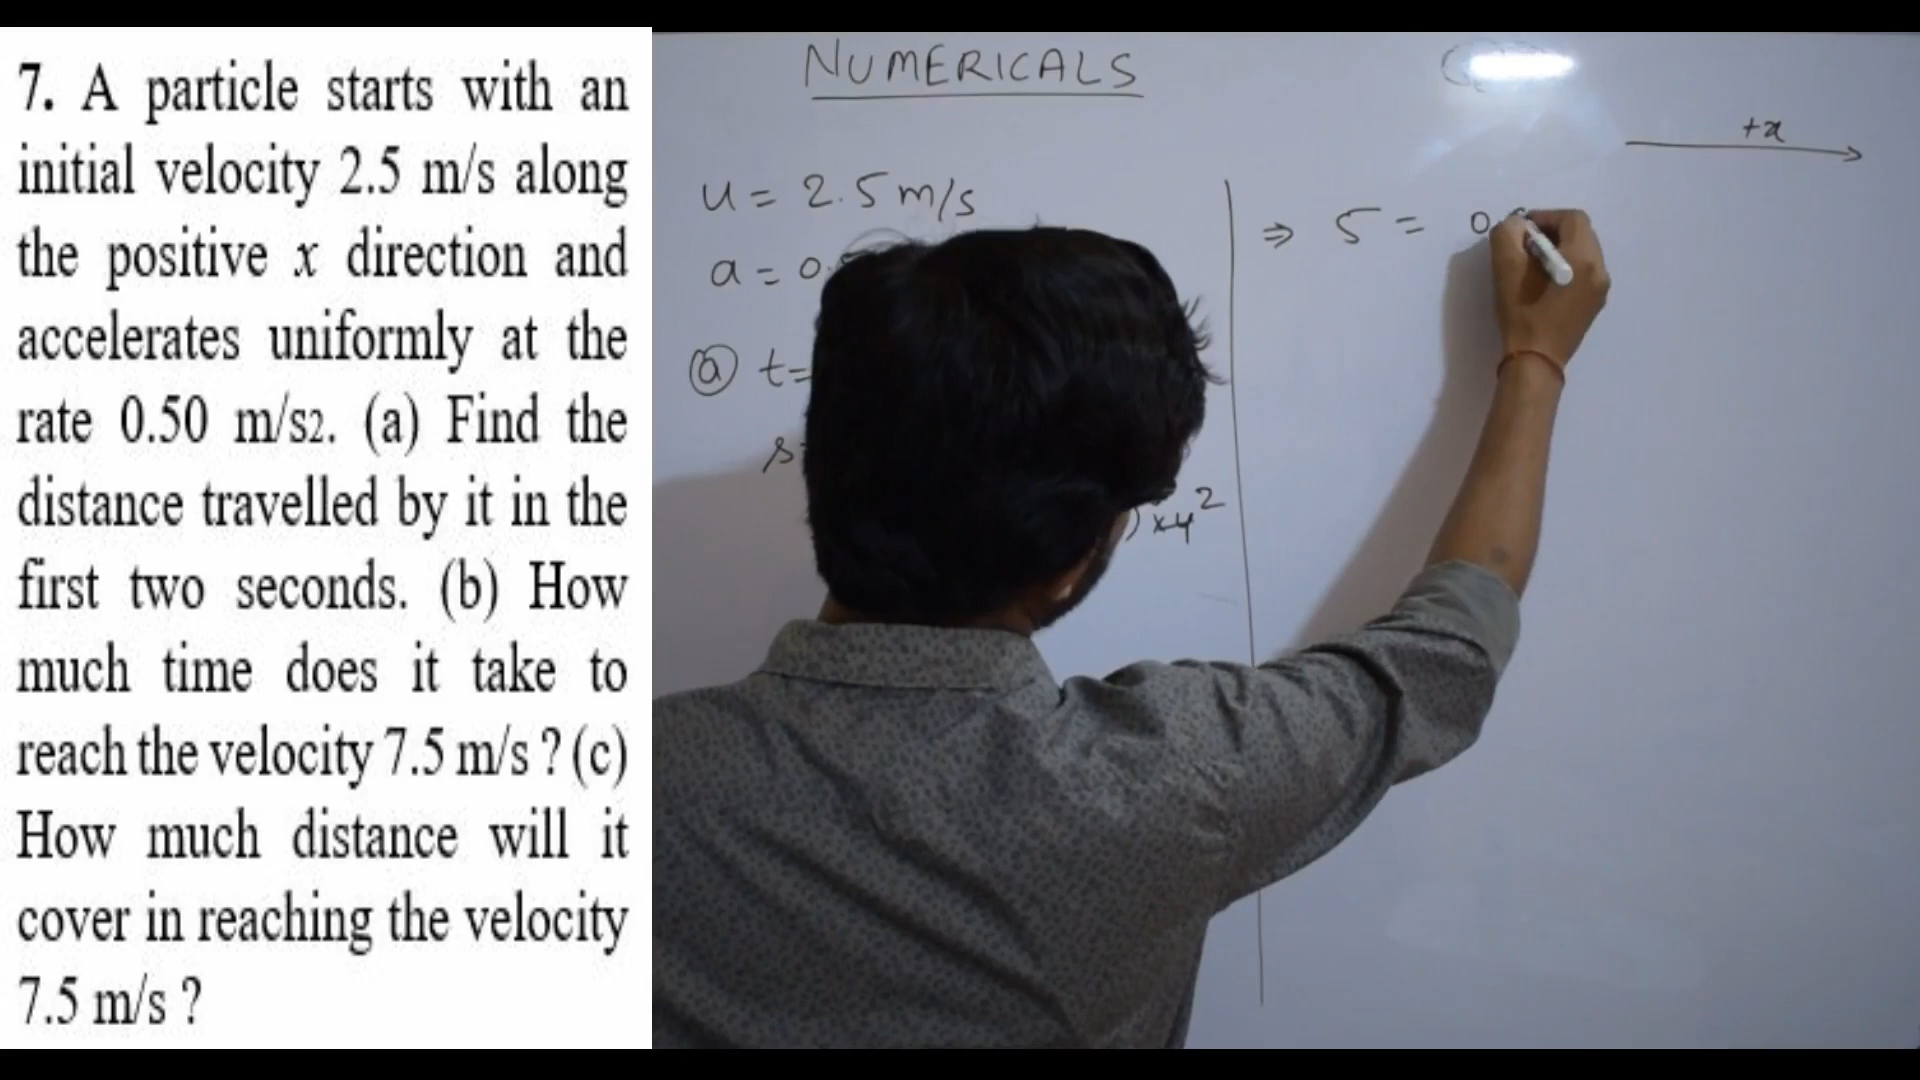 7. A particle starts with an
initial velocity 2.5 m/s along
the positive x direction and
accelerates uniformly at the
rate 0.50 m/s2. (a) Find the
distance travelled by it in the
first two seconds. (b) How
much time does it take to
reach the velocity 7.5 m/s ? (c)
How much distance will it
cover in reaching the velocity
7.5 m/s ?
NUMERICALS
u = 2.5 m/s
a = 0.
ⓐ t=
s=
) x4²
⇒ 5 = 0.
+x